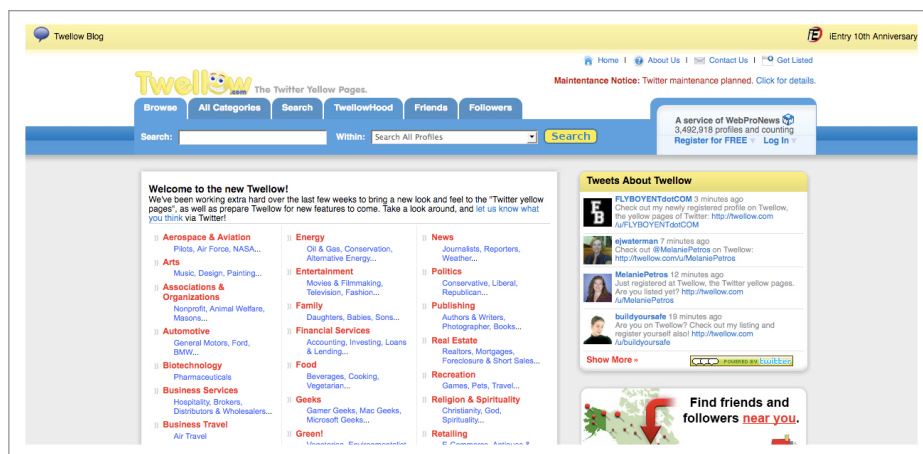 Twellow Blog
iEntry 10th Anniversary
Home | About Us | Contact Us | Get Listed
Twellow.com The Twitter Yellow Pages.
Maintenance Notice: Twitter maintenance planned. Click for details.
Browse All Categories Search TwellowHood Friends Followers
Search: Within: Search All Profiles Search
A service of WebProNews
3,492,918 profiles and counting
Register for FREE Log In
Welcome to the new Twellow!
We've been working extra hard over the last few weeks to bring a new look and feel to the "Twitter yellow
pages", as well as prepare Twellow for new features to come. Take a look around, and let us know what
you think via Twitter!
Aerospace & Aviation
Pilots, Air Force, NASA...
Arts
Music, Design, Painting...
Associations &
Organizations
Nonprofit, Animal Welfare,
Masons...
Automotive
General Motors, Ford,
BMW...
Biotechnology
Pharmaceuticals
Business Services
Hospitality, Brokers,
Distributors & Wholesalers...
Business Travel
Air Travel
Energy
Oil & Gas, Conservation,
Alternative Energy...
Entertainment
Movies & Filmmaking,
Television, Fashion...
Family
Daughters, Babies, Sons...
Financial Services
Accounting, Investing, Loans
& Lending...
Food
Beverages, Cooking,
Vegetarian...
Geeks
Gamer Geeks, Mac Geeks,
Microsoft Geeks...
Green!
News
Journalists, Reporters,
Weather...
Politics
Conservative, Liberal,
Republican...
Publishing
Authors & Writers,
Photographer, Books...
Real Estate
Realtors, Mortgages,
Foreclosure & Short Sales...
Recreation
Games, Pets, Travel...
Religion & Spirituality
Christianity, God,
Spirituality...
Retailing
Tweets About Twellow
FLYBOYENTdotCOM 3 minutes ago
Check out my newly registered profile on Twellow,
the yellow pages of Twitter: http://twellow.com
/u/FLYBOYENTdotCOM
ejwaterman 7 minutes ago
Check out @MelaniePetros on Twellow:
http://twellow.com/u/MelaniePetros
MelaniePetros 12 minutes ago
Just registered at Twellow, the Twitter yellow pages.
Are you listed yet? http://twellow.com
/u/MelaniePetros
buildyoursafe 19 minutes ago
Are you on Twellow? Check out my listing and
register yourself also! http://twellow.com
/u/buildyoursafe
Show More »
POWERED BY twitter
Find friends and
followers near you.